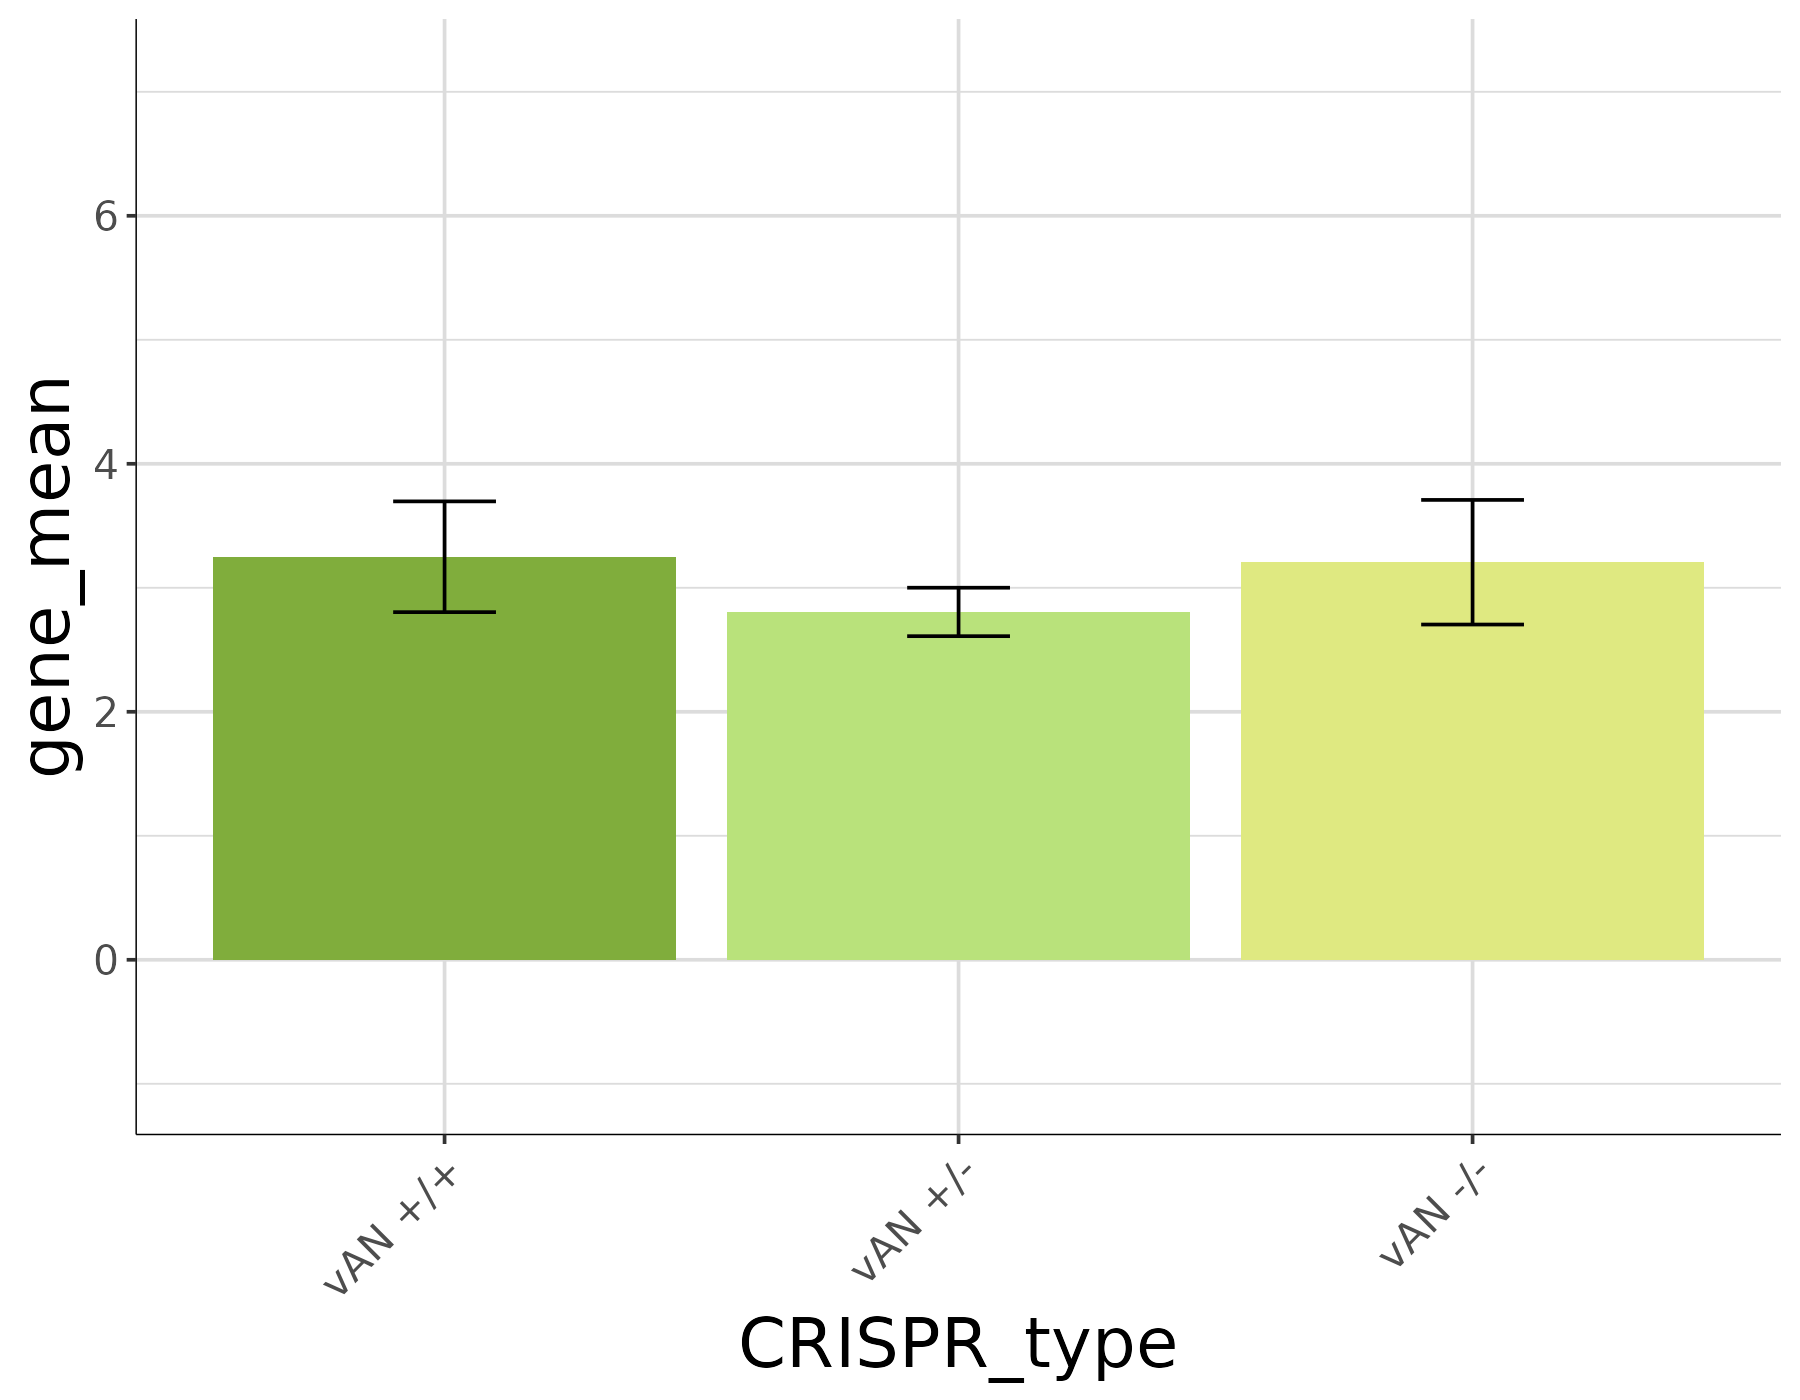 gene_mean
6
4
2
0
vAN +/+
vAN +/-
vAN -/-
CRISPR_type